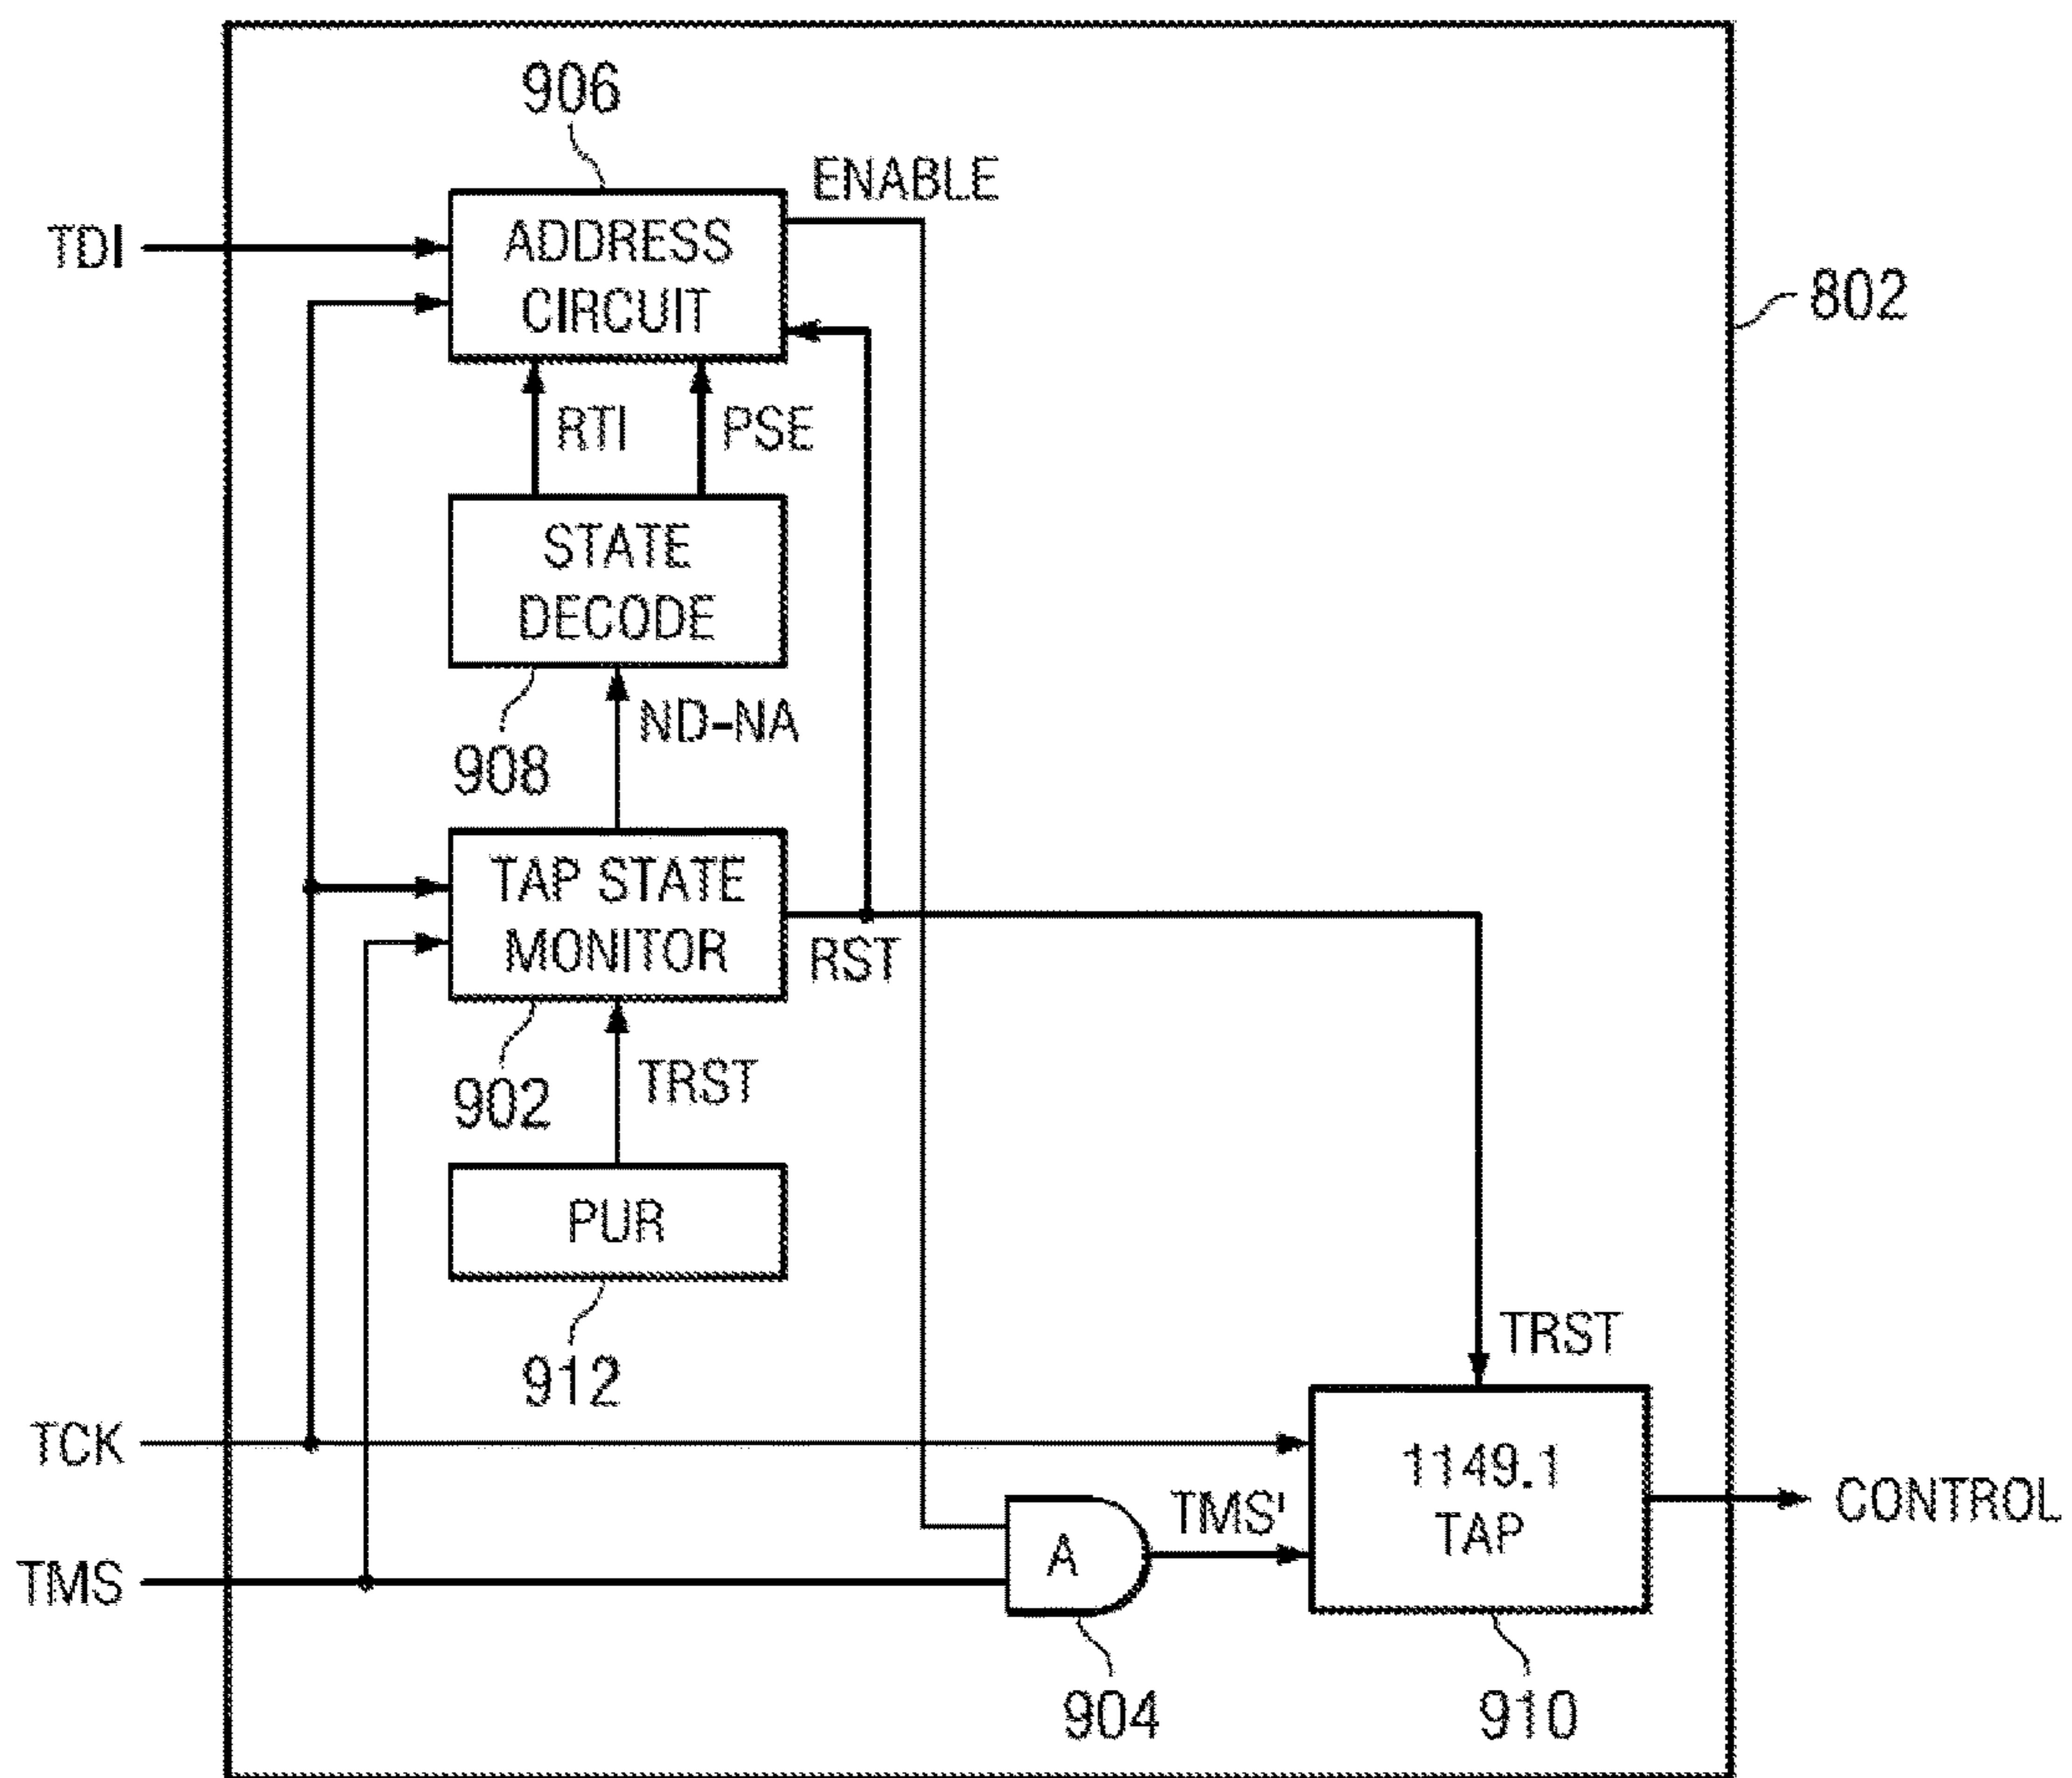 906
ENABLE
TDI
ADDRESS
CIRCUIT
802
RTI
PSE
STATE
DECODE
ND-NA
908
TAP STATE
MONITOR
RST
902
TRST
PUR
912
TRST
TCK
1149.1
TAP
TMS'
CONTROL
A
TMS
904
910